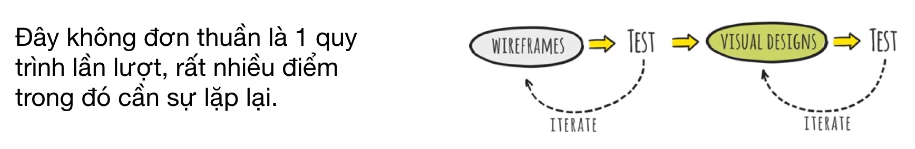 Đây không đơn thuần là 1 quy
trình lần lượt, rất nhiều điểm
trong đó cần sự lặp lại.
WIREFRAMES TEST VISUAL DESIGNS TEST
ITERATE ITERATE